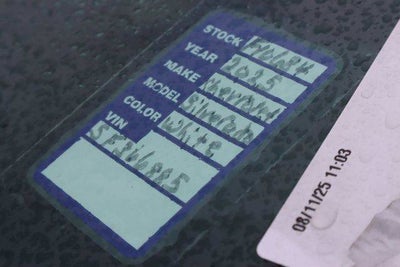 STOCK
YEAR 2025
MAKE Chevrolet
MODEL Silverado
COLOR White
VIN
08/11/25 11:03